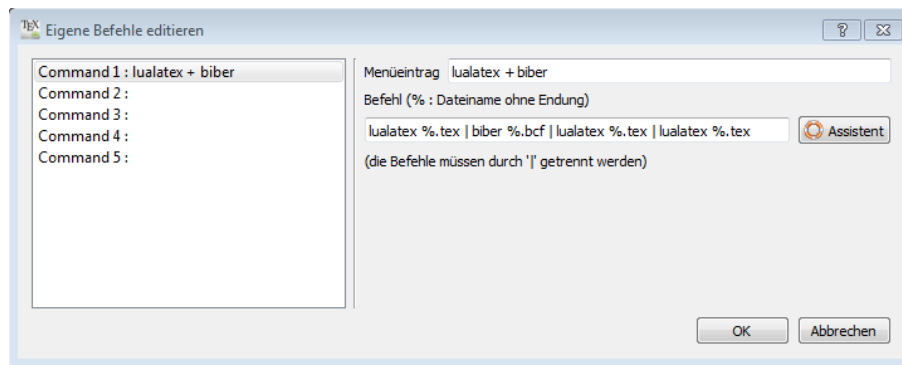 TEX Eigene Befehle editieren
Command 1 : lualatex + biber
Command 2 :
Command 3 :
Command 4 :
Command 5 :
Menüeintrag lualatex + biber
Befehl (% : Dateiname ohne Endung)
lualatex %.tex | biber %.bcf | lualatex %.tex | lualatex %.tex Assistent
(die Befehle müssen durch '|' getrennt werden)
OK Abbrechen